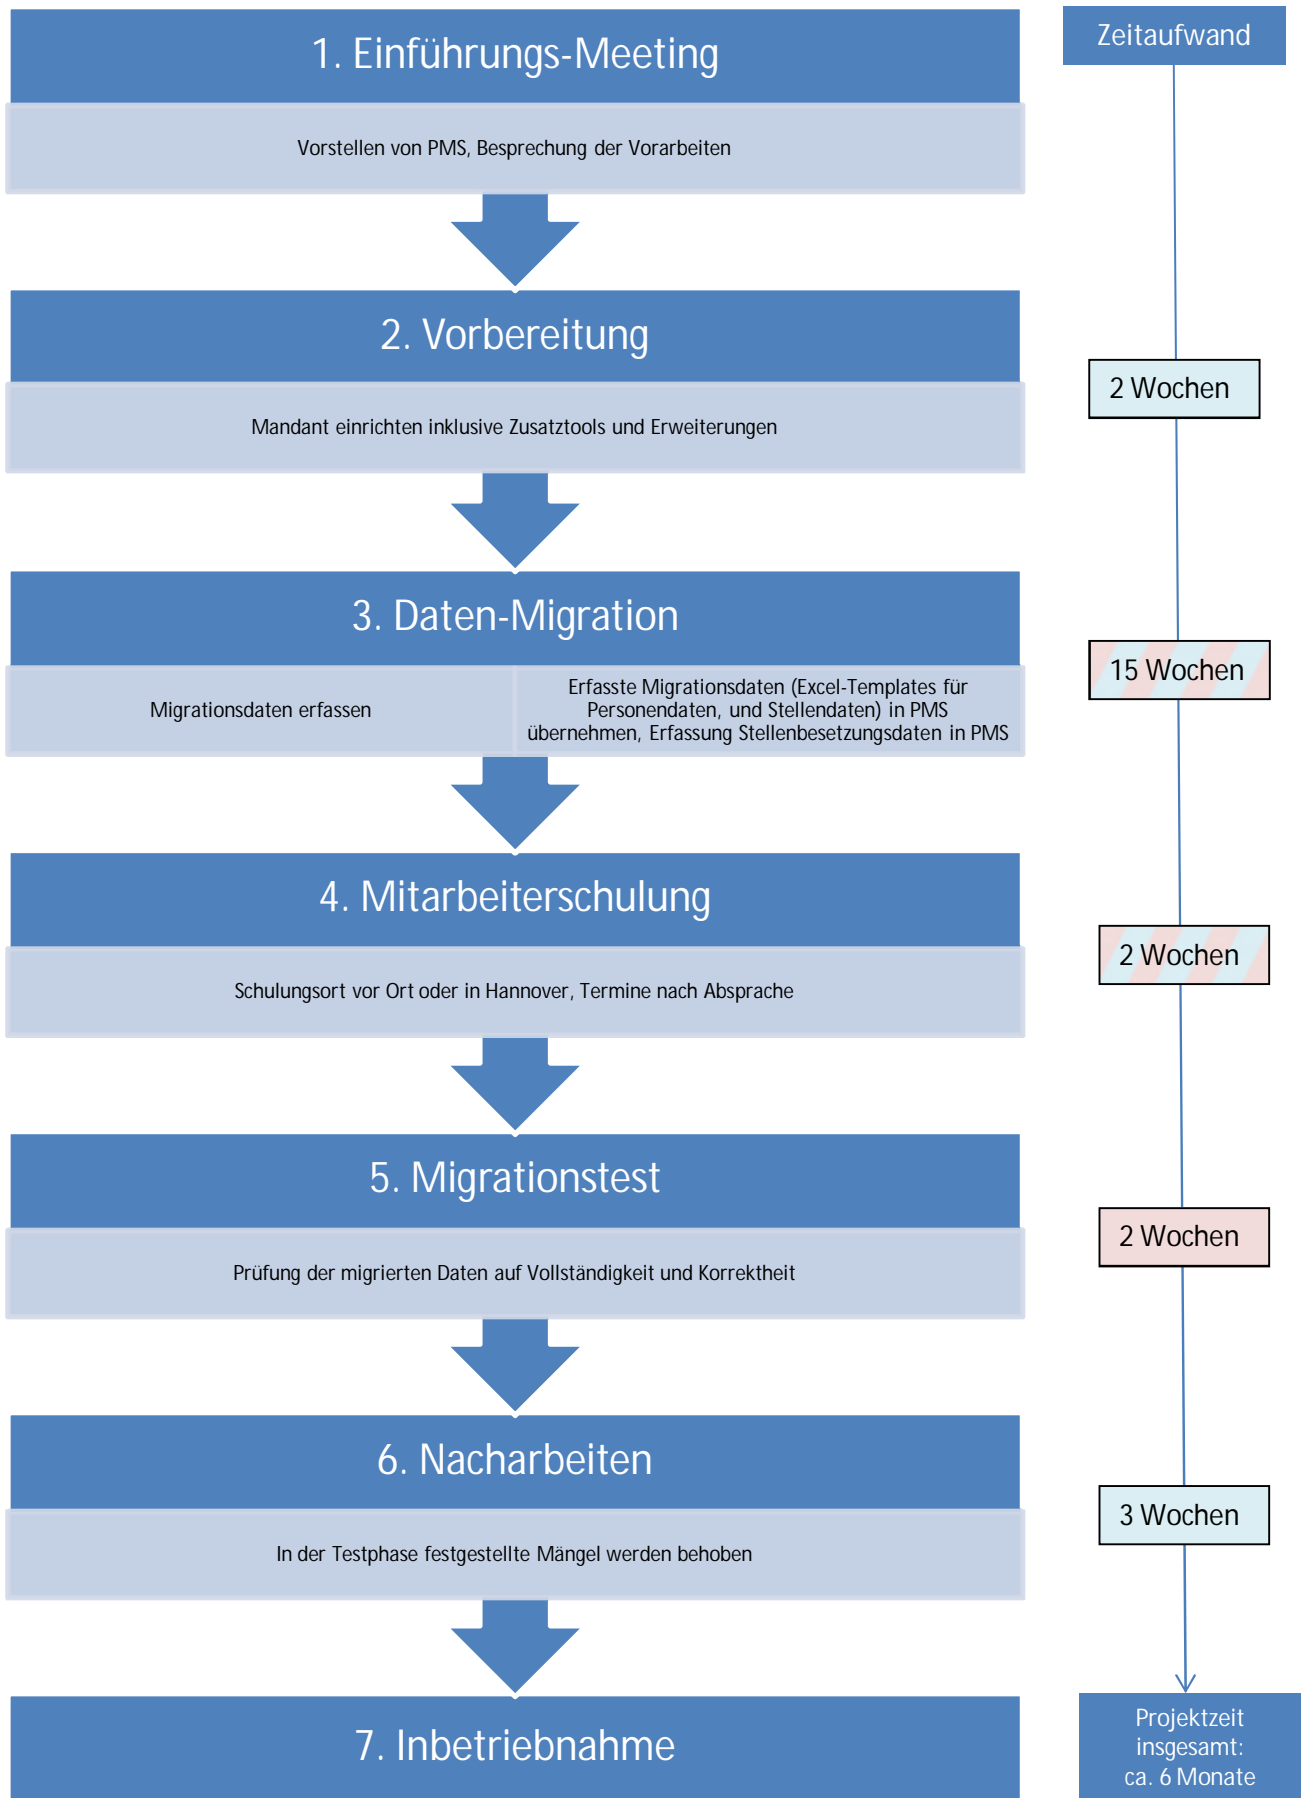 1. Einführungs-Meeting
Zeitaufwand
Vorstellen von PMS, Besprechung der Vorarbeiten
2. Vorbereitung
2 Wochen
Mandant einrichten inklusive Zusatztools und Erweiterungen
3. Daten-Migration
15 Wochen
Migrationsdaten erfassen
Erfasste Migrationsdaten (Excel-Templates für
Personendaten, und Stellendaten) in PMS
übernehmen, Erfassung Stellenbesetzungsdaten in PMS
4. Mitarbeiterschulung
2 Wochen
Schulungsort vor Ort oder in Hannover, Termine nach Absprache
5. Migrationstest
2 Wochen
Prüfung der migrierten Daten auf Vollständigkeit und Korrektheit
6. Nacharbeiten
3 Wochen
In der Testphase festgestellte Mängel werden behoben
7. Inbetriebnahme
Projektzeit
insgesamt:
ca. 6 Monate